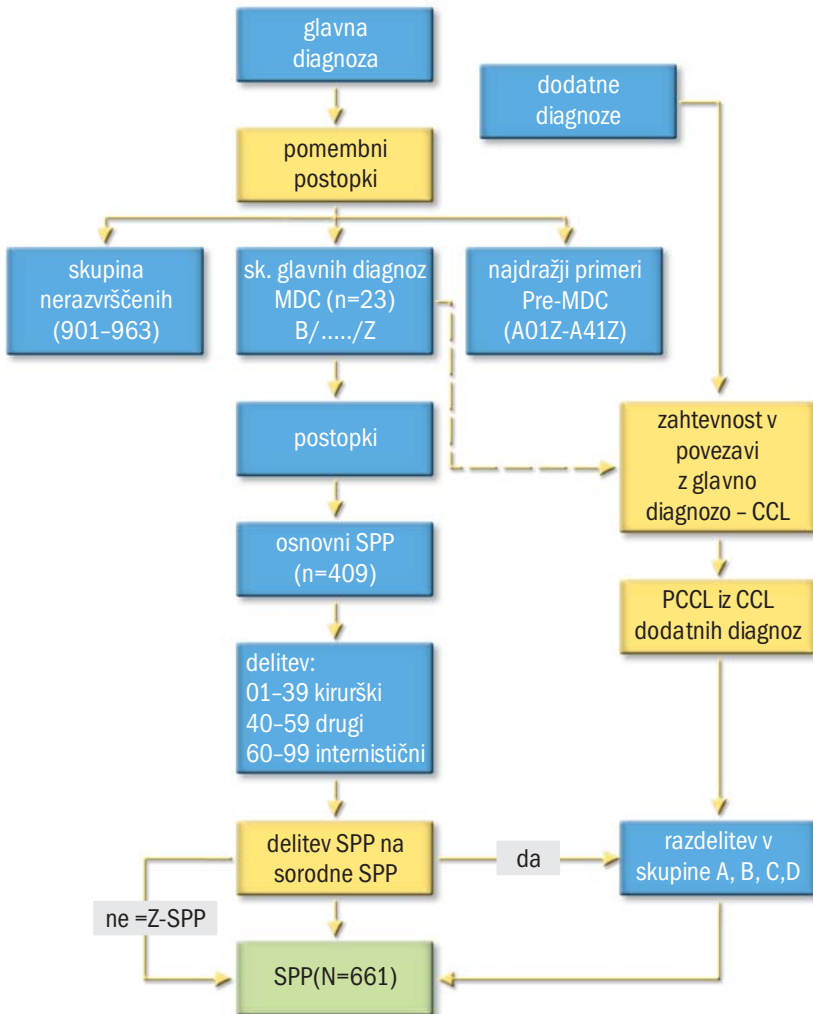 glavna
diagnoza
dodatne
diagnoze
pomembni
postopki
skupina
nerazvrščenih
(901–963)
sk. glavnih diagnoz
MDC (n=23)
B/...../Z
najdražji primeri
Pre-MDC
(A01Z-A41Z)
postopki
zahtevnost v
povezavi
z glavno
diagnozo – CCL
osnovni SPP
(n=409)
PCCL iz CCL
dodatnih diagnoz
delitev:
01–39 kirurški
40–59 drugi
60–99 internistični
delitev SPP na
sorodne SPP
da
razdelitev v
skupine A, B, C,D
ne =Z-SPP
SPP(N=661)